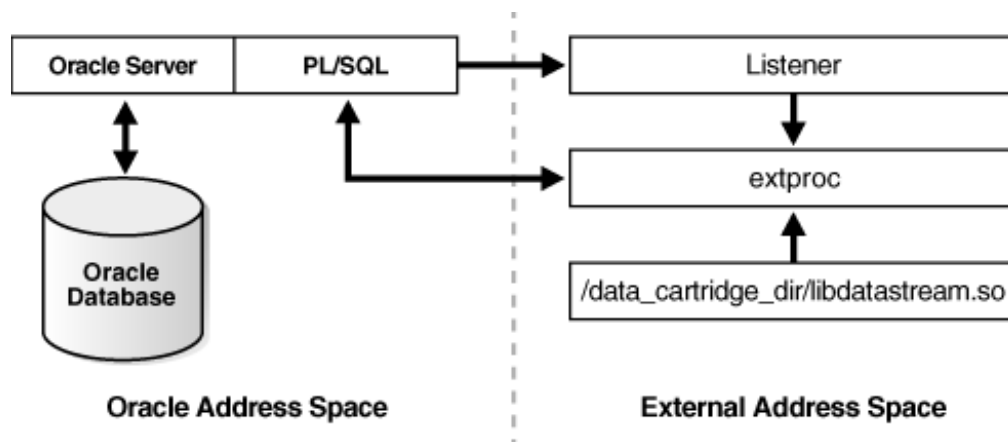 Oracle Server
PL/SQL
Listener
extproc
Oracle
Database
/data_cartridge_dir/libdatastream.so
Oracle Address Space
External Address Space